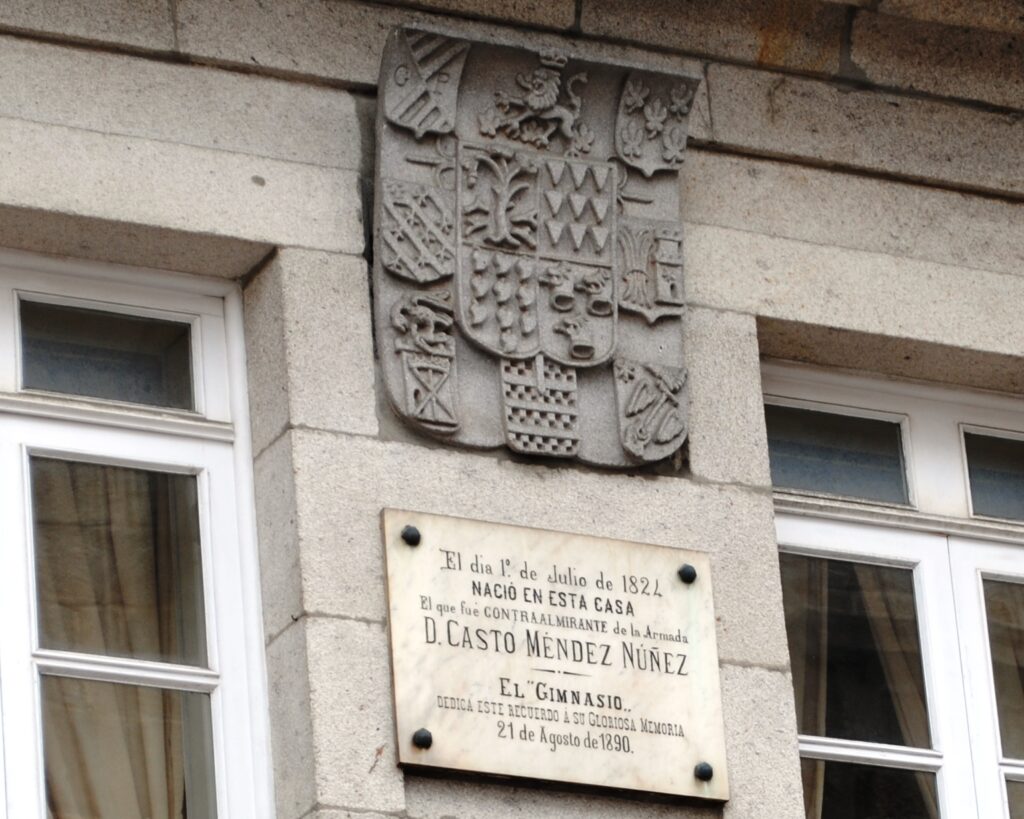 El dia 1º. de Julio de 1824
NACIÓ EN ESTA CASA
El que fué CONTRAALMIRANTE de la Armada
D. CASTO MÉNDEZ NÚÑEZ
EL "GIMNASIO„
DEDICA ESTE RECUERDO Á SU GLORIOSA MEMORIA
21 de Agosto de 1890.